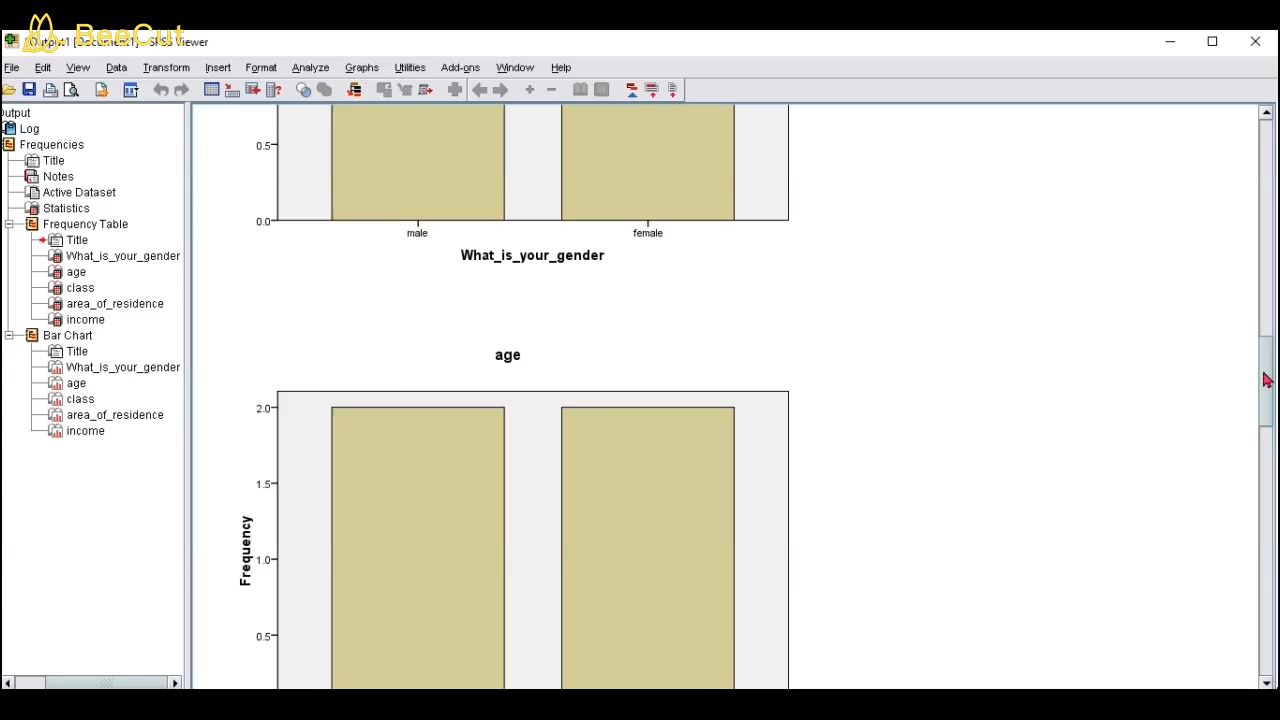 BeeCut
*Output1 [Document1] - SPSS Viewer
File Edit View Data Transform Insert Format Analyze Graphs Utilities Add-ons Window Help
Output
Log
Frequencies
Title
Notes
Active Dataset
Statistics
Frequency Table
Title
What_is_your_gender
age
class
area_of_residence
income
Bar Chart
Title
What_is_your_gender
age
class
area_of_residence
income
0.5
0.0
male female
What_is_your_gender
age
2.0
1.5
1.0
0.5
Frequency